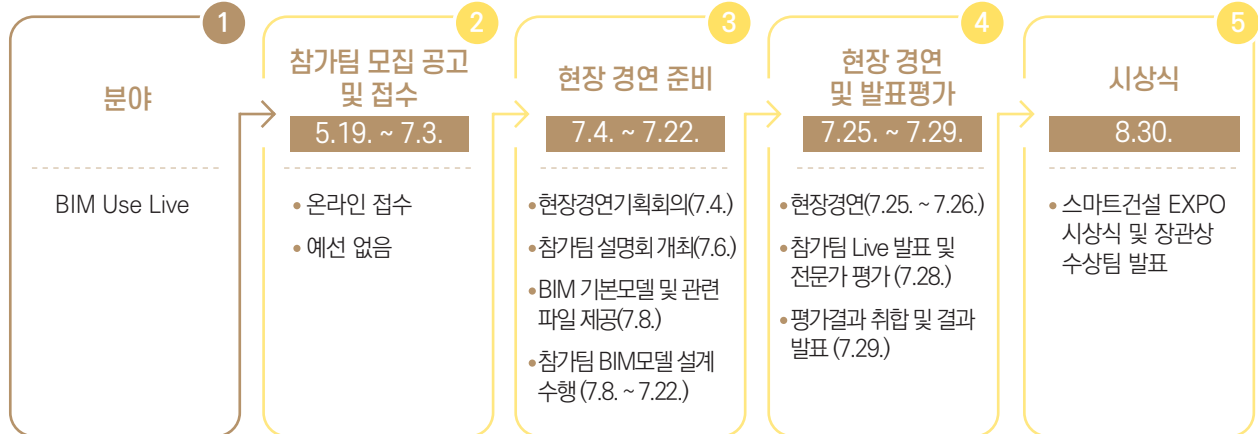 1
분야
BIM Use Live
2
참가팀 모집 공고
및 접수
5.19. ~ 7.3.
• 온라인 접수
• 예선 없음
3
현장 경연 준비
7.4. ~ 7.22.
•현장경연기획회의(7.4.)
•참가팀 설명회 개최(7.6.)
•BIM 기본모델 및 관련
파일 제공(7.8.)
•참가팀 BIM모델 설계
수행 (7.8. ~ 7.22.)
4
현장 경연
및 발표평가
7.25. ~ 7.29.
•현장경연(7.25. ~ 7.26.)
•참가팀 Live 발표 및
전문가 평가 (7.28.)
•평가결과 취합 및 결과
발표 (7.29.)
5
시상식
8.30.
• 스마트건설 EXPO
시상식 및 장관상
수상팀 발표